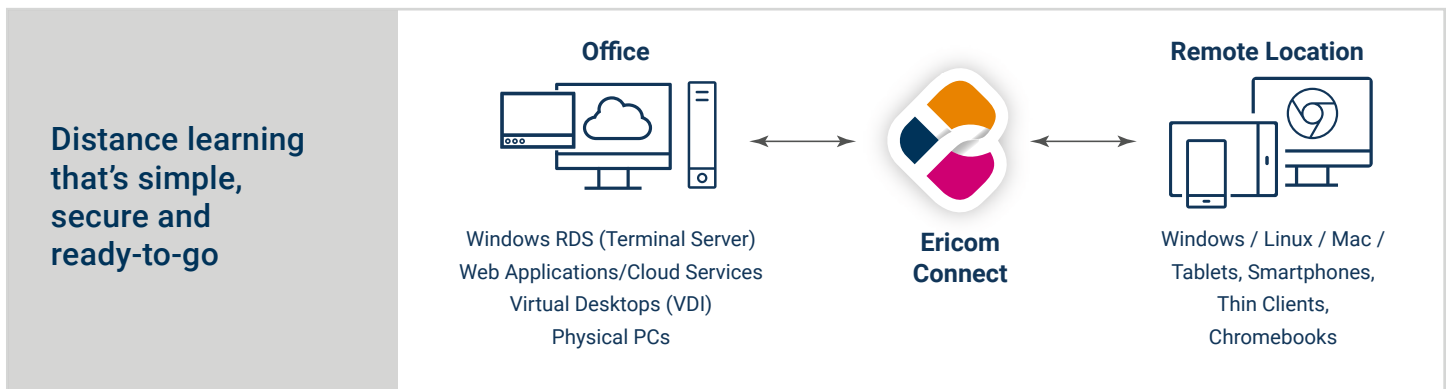 Distance learning
that's simple,
secure and
ready-to-go
Office
Windows RDS (Terminal Server)
Web Applications/Cloud Services
Virtual Desktops (VDI)
Physical PCs
Ericom
Connect
Remote Location
Windows / Linux / Mac /
Tablets, Smartphones,
Thin Clients,
Chromebooks